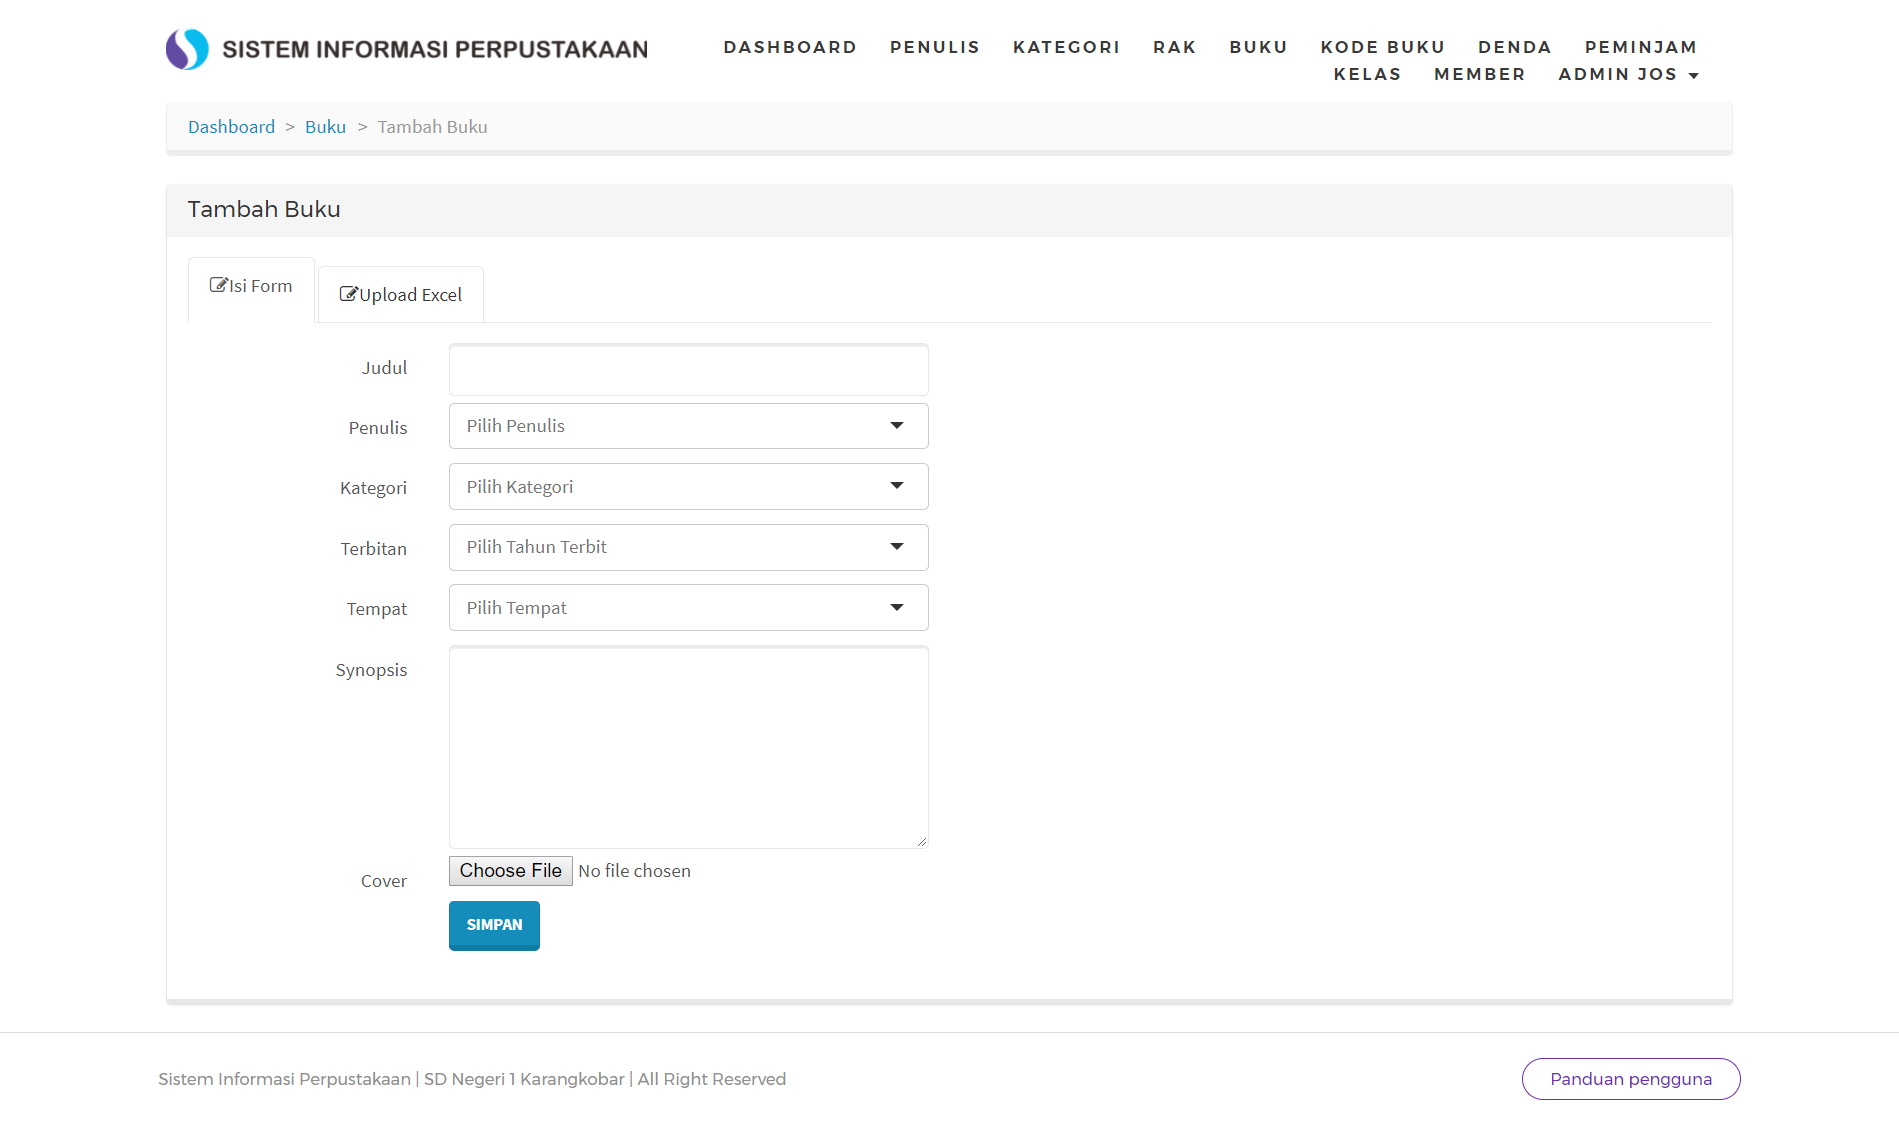 SISTEM INFORMASI PERPUSTAKAAN
DASHBOARD PENULIS KATEGORI RAK BUKU KODE BUKU DENDA PEMINJAM
KELAS MEMBER ADMIN JOS
Dashboard > Buku > Tambah Buku
Tambah Buku
Isi Form
Upload Excel
Judul
Penulis Pilih Penulis
Kategori Pilih Kategori
Terbitan Pilih Tahun Terbit
Tempat Pilih Tempat
Synopsis
Cover Choose File No file chosen
SIMPAN
Sistem Informasi Perpustakaan | SD Negeri 1 Karangkobar | All Right Reserved
Panduan pengguna